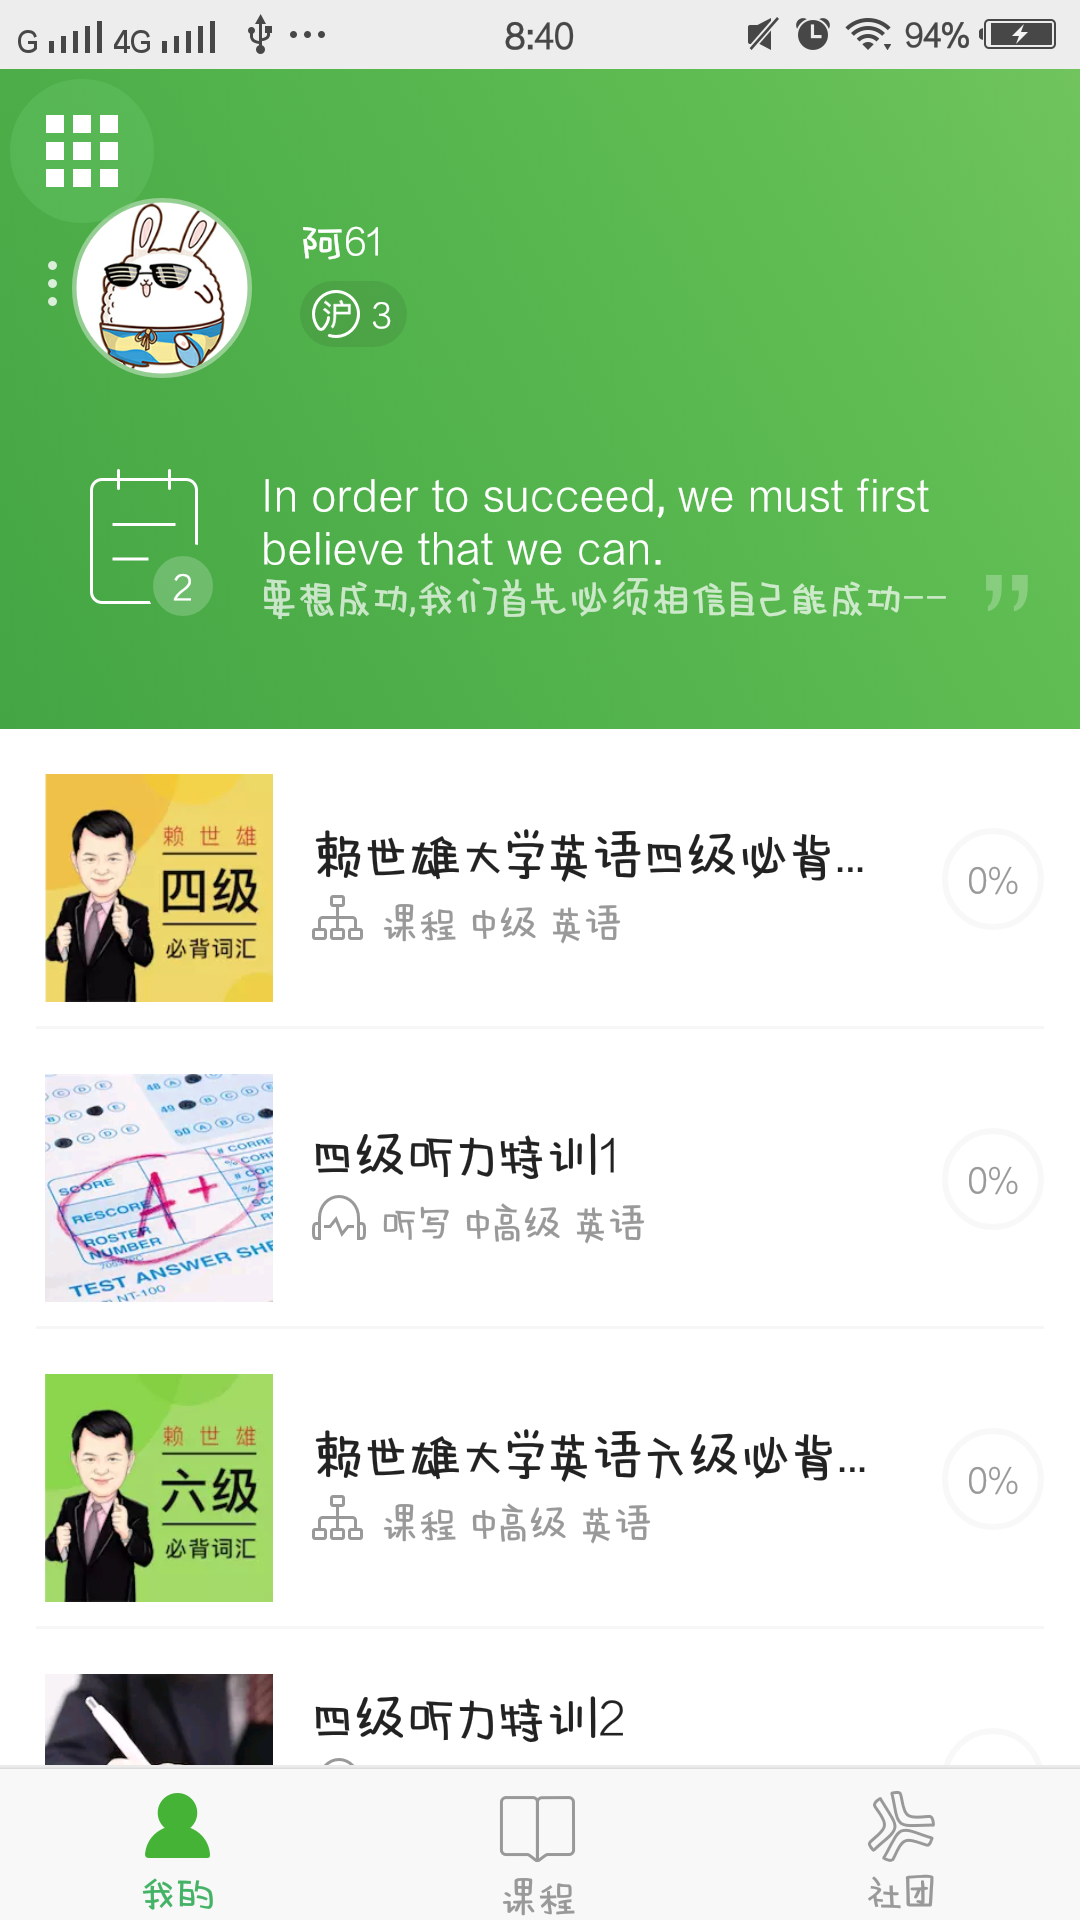 G 4G 8:40 94%
阿61
沪 3
In order to succeed, we must first
believe that we can.
要想成功,我们首先必须相信自己能成功--
2
赖世雄
四级
必背词汇
赖世雄大学英语四级必背...
课程 中级 英语
0%
SCORE
RESCORE
ROSTER
NUMBER
TEST ANSWER SHE
NT-100
四级听力特训1
听写 中高级 英语
0%
赖世雄
六级
必背词汇
赖世雄大学英语六级必背...
课程 中高级 英语
0%
四级听力特训2
我的 课程 社团